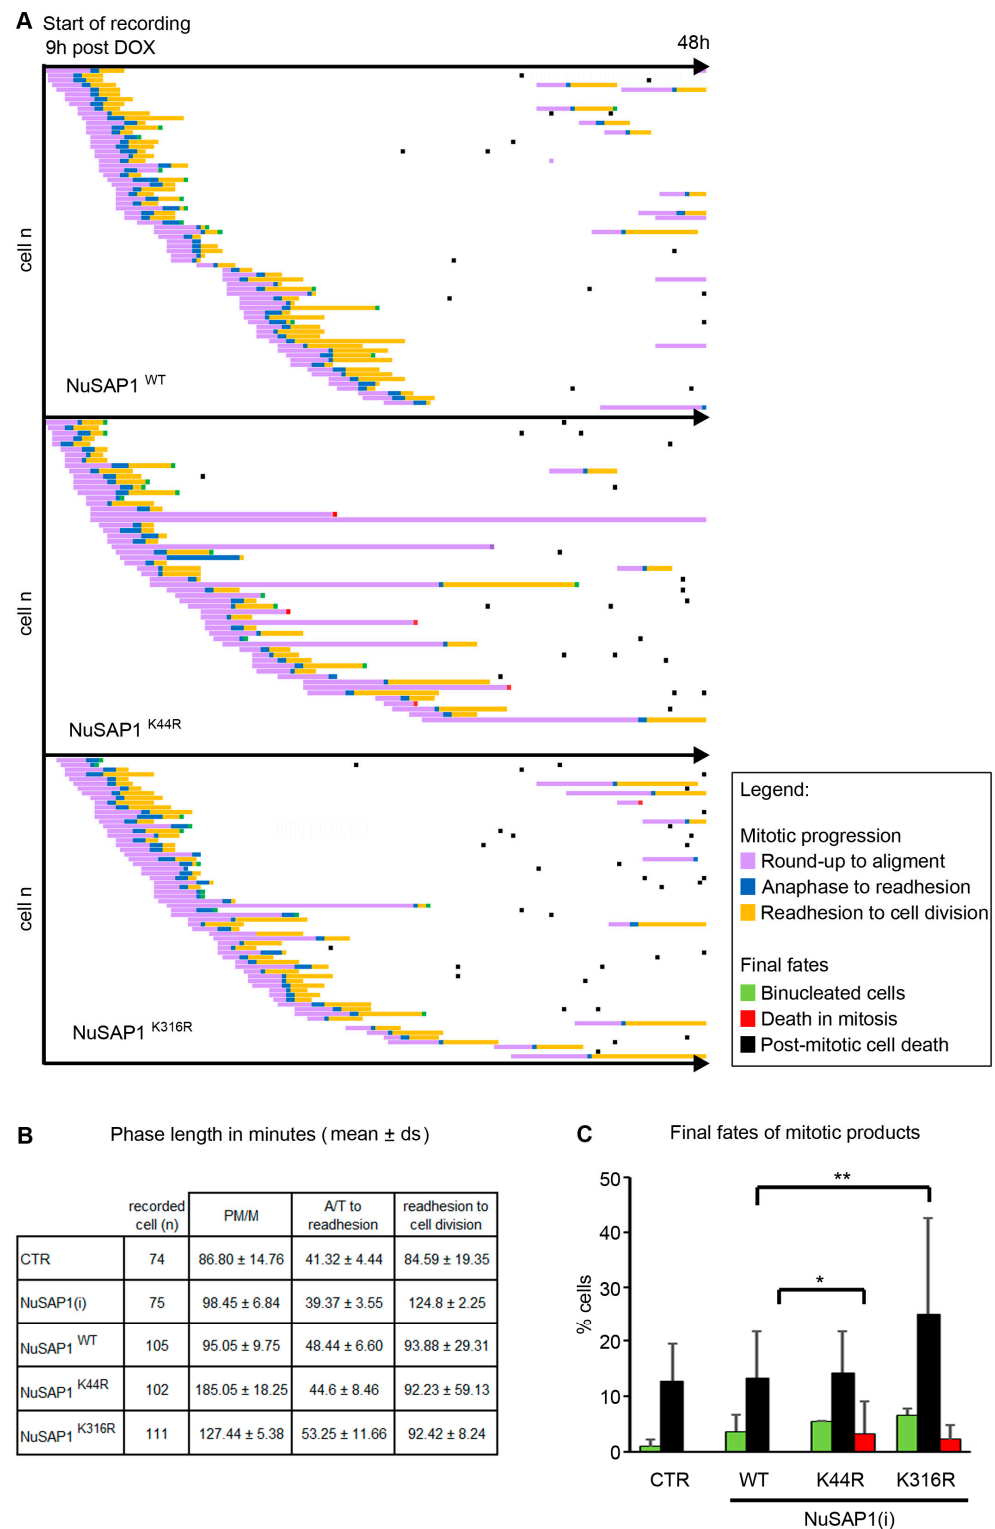 A Start of recording
9h post DOX
48h
cell n
NuSAP1 WT
cell n
NuSAP1 K44R
cell n
NuSAP1 K316R
Legend:
Mitotic progression
Round-up to aligment
Anaphase to readhesion
Readhesion to cell division
Final fates
Binucleated cells
Death in mitosis
Post-mitotic cell death
B Phase length in minutes (mean ± ds)
recorded cell (n) PM/M A/T to readhesion readhesion to cell division
CTR 74 86.80 ± 14.76 41.32 ± 4.44 84.59 ± 19.35
NuSAP1(i) 75 98.45 ± 6.84 39.37 ± 3.55 124.8 ± 2.25
NuSAP1 WT 105 95.05 ± 9.75 48.44 ± 6.60 93.88 ± 29.31
NuSAP1 K44R 102 185.05 ± 18.25 44.6 ± 8.46 92.23 ± 59.13
NuSAP1 K316R 111 127.44 ± 5.38 53.25 ± 11.66 92.42 ± 8.24
C Final fates of mitotic products
% cells
50
40
30
20
10
0
**
*
CTR WT K44R K316R
NuSAP1(i)